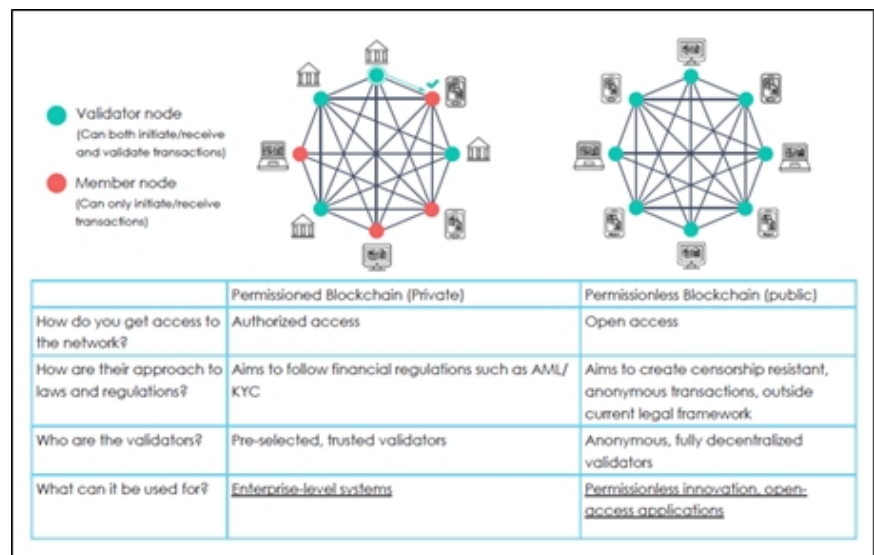 Validator node
(Can both initiate/receive
and validate transactions)
Member node
(Can only initiate/receive
transactions)
Permissioned Blockchain (Private)
Permissionless Blockchain (public)
How do you get access to
the network?
Authorized access
Open access
How are their approach to
laws and regulations?
Aims to follow financial regulations such as AML/
KYC
Aims to create censorship resistant,
anonymous transactions, outside
current legal framework
Who are the validators?
Pre-selected, trusted validators
Anonymous, fully decentralized
validators
What can it be used for?
Enterprise-level systems
Permissionless innovation, open-
access applications